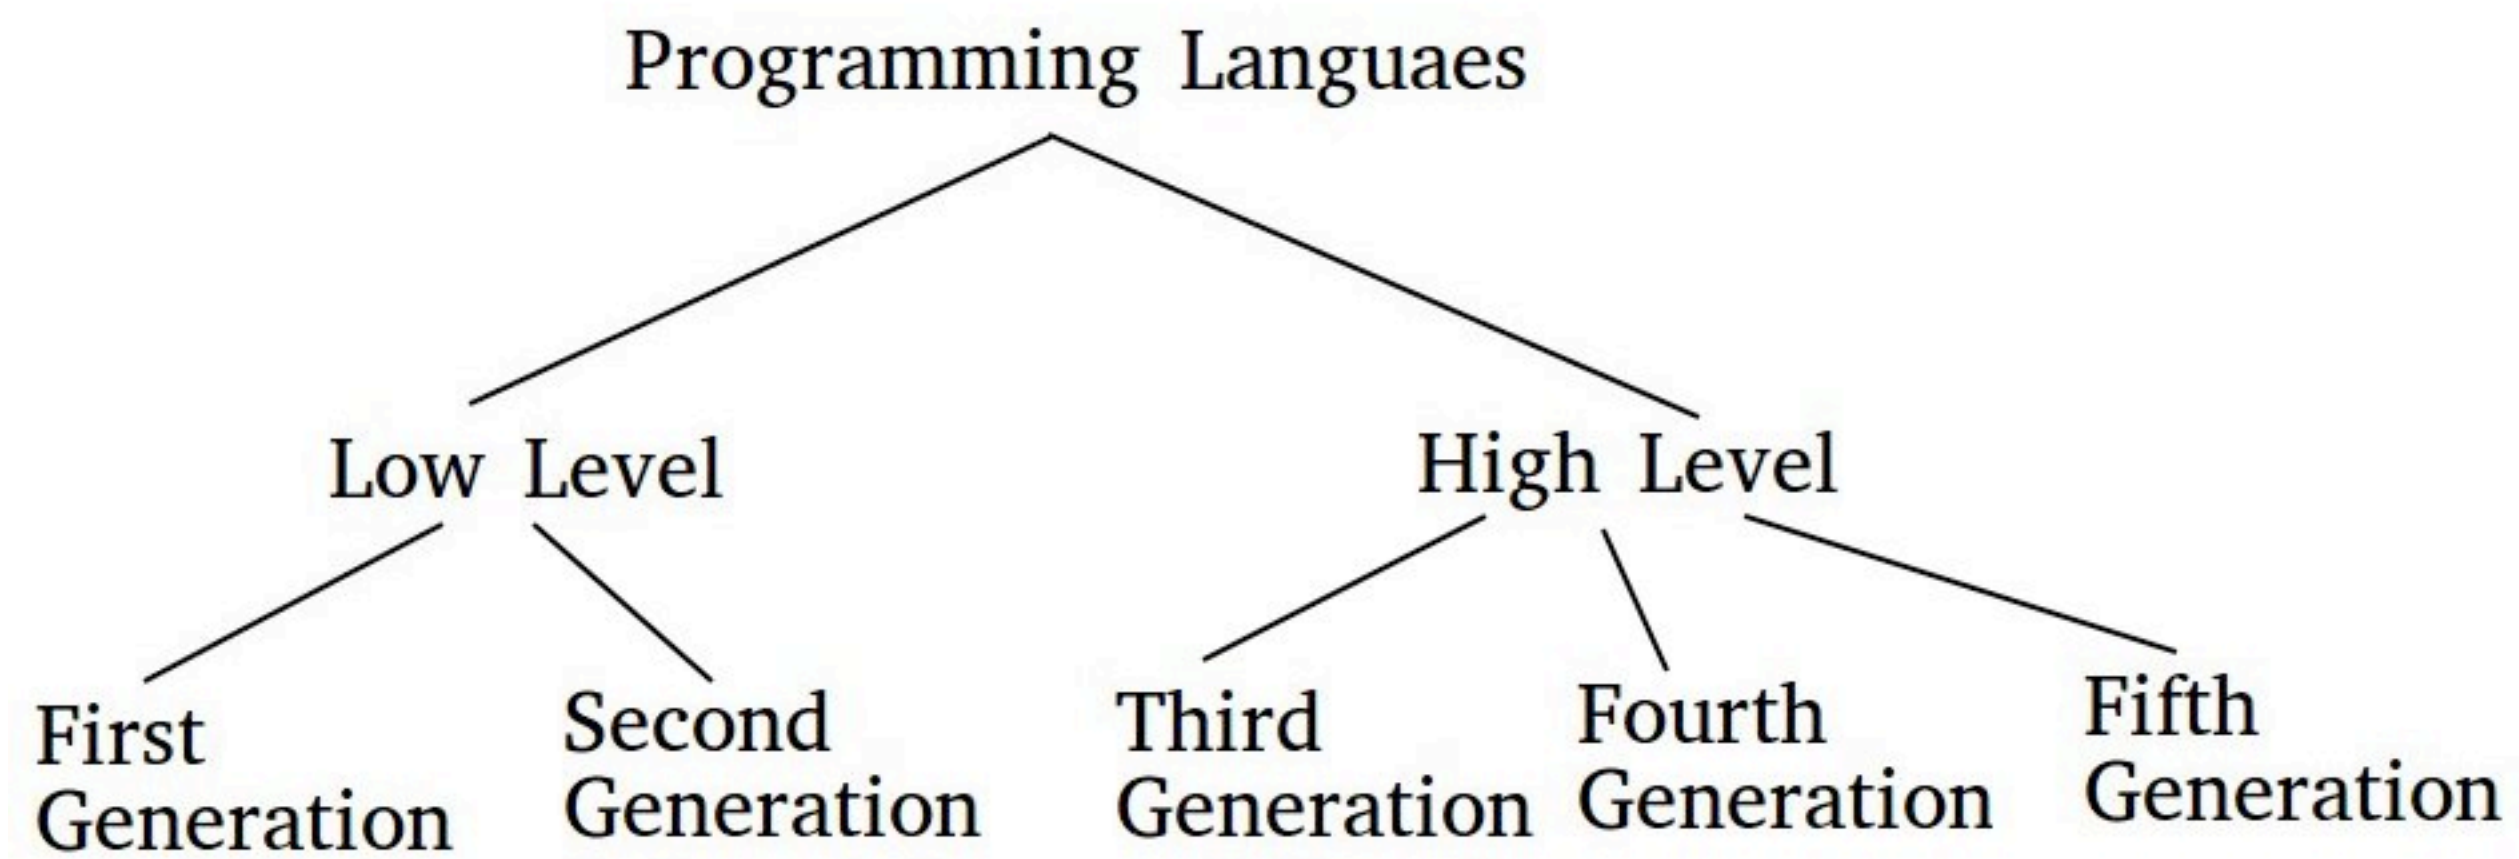 Programming Languaes
Low Level
High Level
First
Generation
Second
Generation
Third
Generation
Fourth
Generation
Fifth
Generation